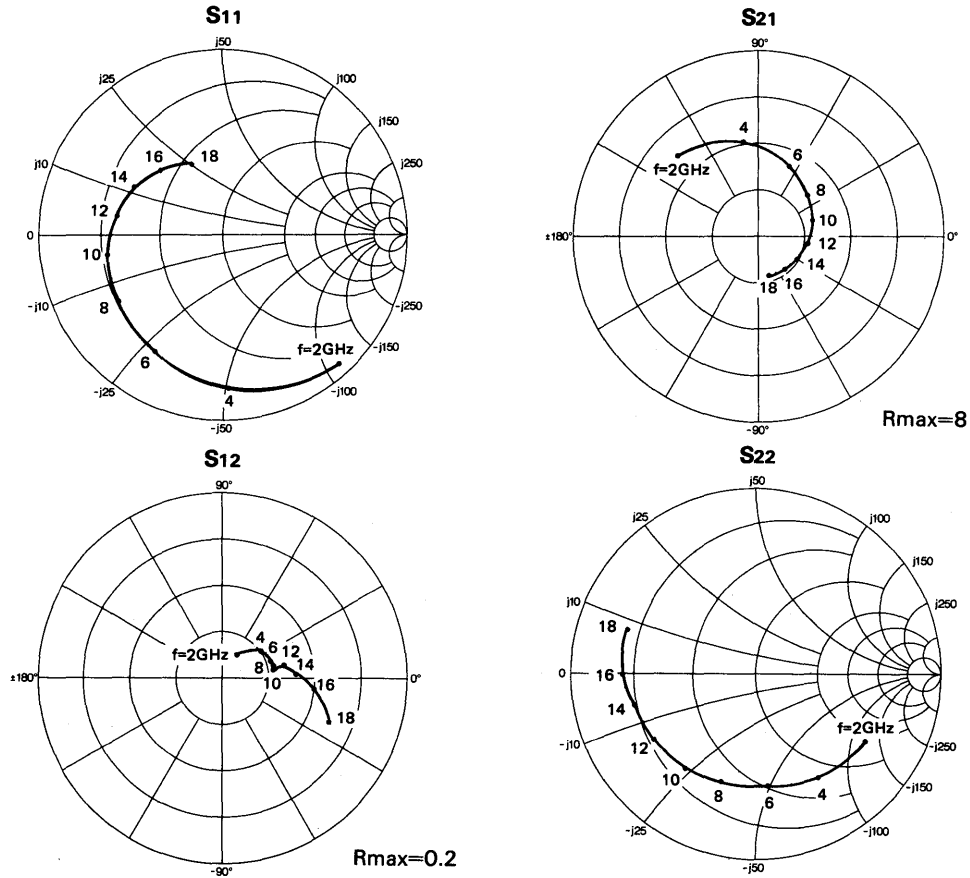 S11
j50
j25
j100
j150
j250
j10
0
-j10
-j25
-j50
-j100
-j150
-j250
18
16
14
12
10
8
6
4
f=2GHz
S21
90°
±180°
0°
-90°
f=2GHz
4
6
8
10
12
14
16
18
Rmax=8
S12
90°
±180°
0°
-90°
f=2GHz
4
6
8
10
12
14
16
18
Rmax=0.2
S22
j50
j25
j100
j150
j250
j10
0
-j10
-j25
-j50
-j100
-j150
-j250
18
16
14
12
10
8
6
4
f=2GHz